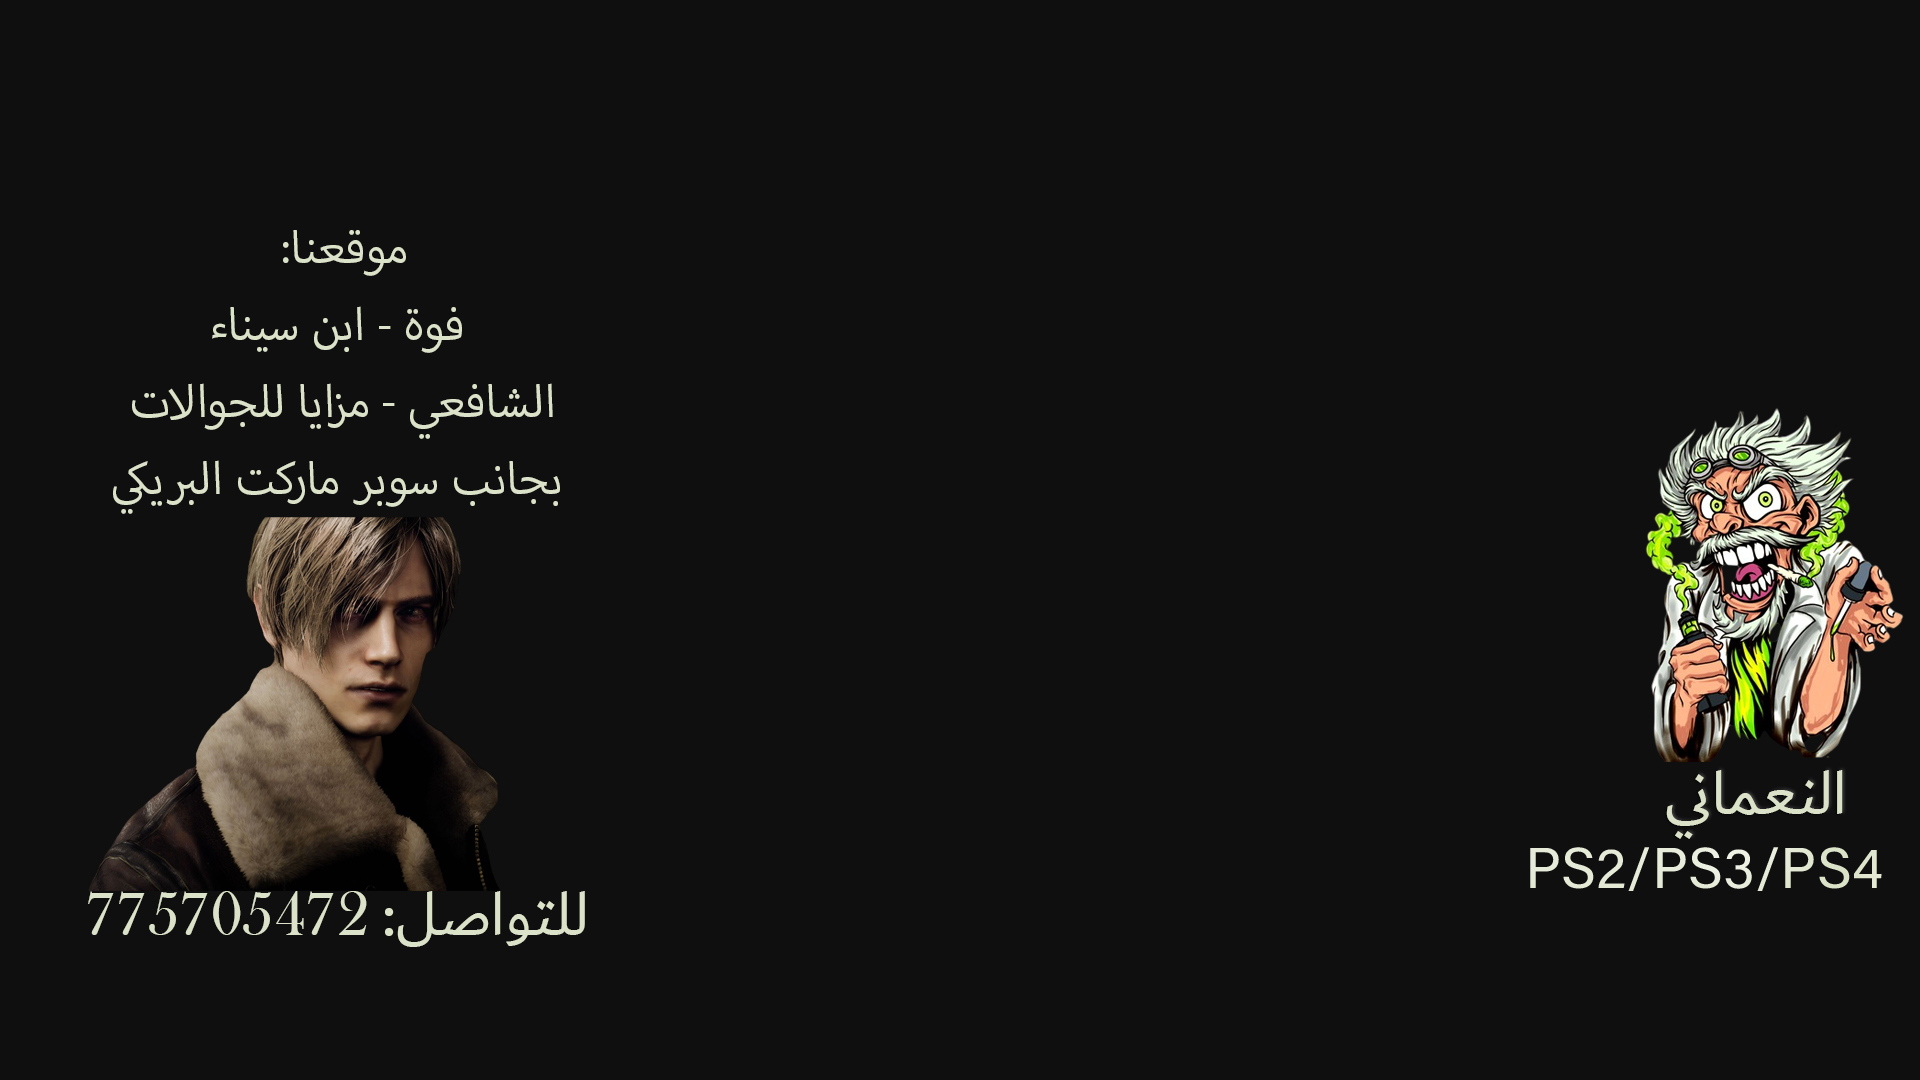 موقعنا:
فوة - ابن سيناء
الشافعي - مزايا للجوالات
بجانب سوبر ماركت البريكي
للتواصل: 775705472
النعماني
PS2/PS3/PS4